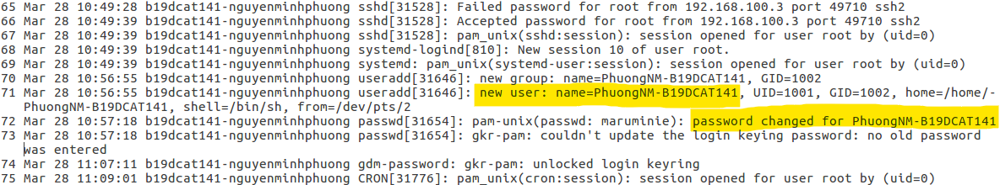 65 Mar 28 10:49:28 b19dcat141-nguyenminhphuong sshd[31528]: Failed password for root from 192.168.100.3 port 49710 ssh2
66 Mar 28 10:49:39 b19dcat141-nguyenminhphuong sshd[31528]: Accepted password for root from 192.168.100.3 port 49710 ssh2
67 Mar 28 10:49:39 b19dcat141-nguyenminhphuong sshd[31528]: pam_unix(sshd:session): session opened for user root by (uid=0)
68 Mar 28 10:49:39 b19dcat141-nguyenminhphuong systemd-logind[810]: New session 10 of user root.
69 Mar 28 10:49:39 b19dcat141-nguyenminhphuong systemd: pam_unix(systemd-user:session): session opened for user root by (uid=0)
70 Mar 28 10:56:55 b19dcat141-nguyenminhphuong useradd[31646]: new group: name=PhuongNM-B19DCAT141, GID=1002
71 Mar 28 10:56:55 b19dcat141-nguyenminhphuong useradd[31646]: new user: name=PhuongNM-B19DCAT141, UID=1001, GID=1002, home=/home/-
PhuongNM-B19DCAT141, shell=/bin/sh, from=/dev/pts/2
72 Mar 28 10:57:18 b19dcat141-nguyenminhphuong passwd[31654]: pam-unix(passwd: maruminie): password changed for PhuongNM-B19DCAT141
73 Mar 28 10:57:18 b19dcat141-nguyenminhphuong passwd[31654]: gkr-pam: couldn't update the login keying password: no old password
was entered
74 Mar 28 11:07:11 b19dcat141-nguyenminhphuong gdm-password: gkr-pam: unlocked login keyring
75 Mar 28 11:09:01 b19dcat141-nguyenminhphuong CRON[31776]: pam_unix(cron:session): session opened for user root by (uid=0)